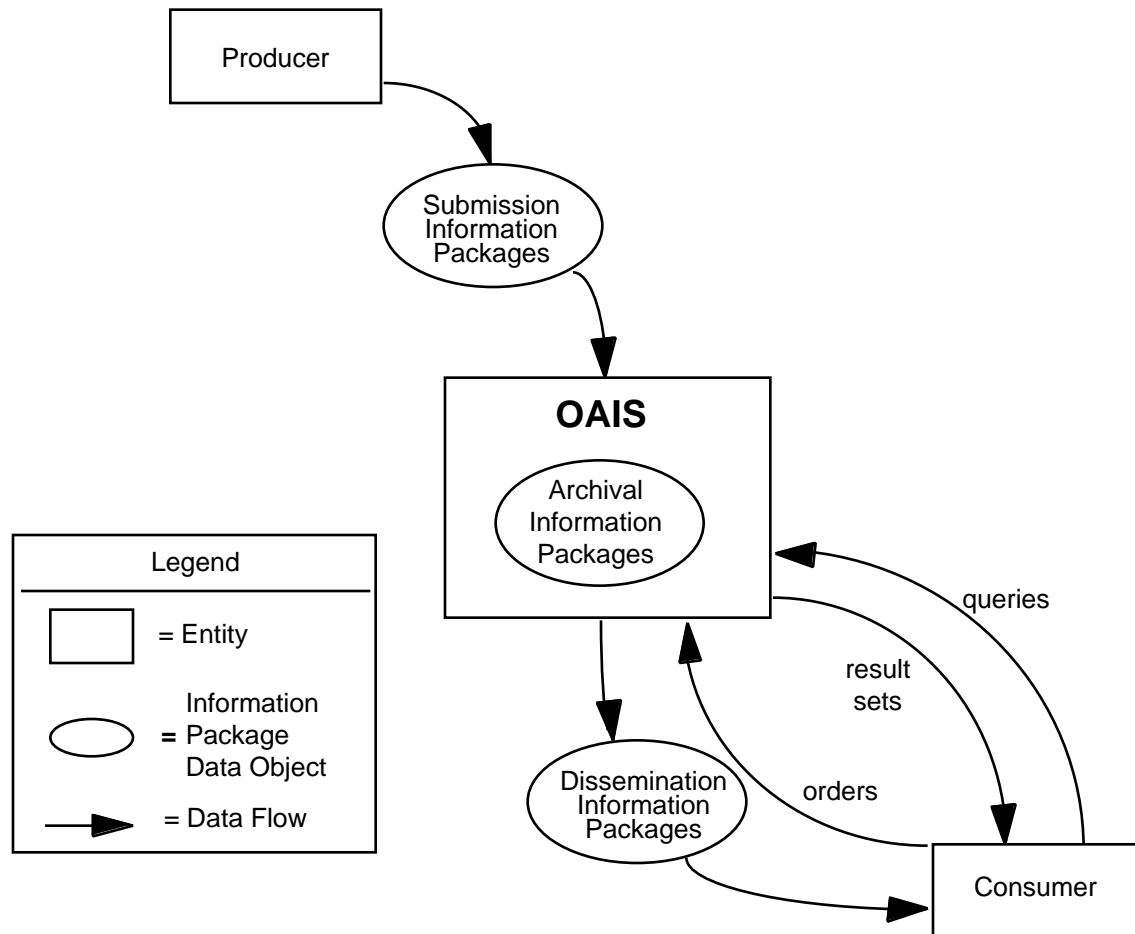 Producer
Submission
Information
Packages
OAIS
Archival
Information
Packages
Legend
= Entity
Information
= Package
Data Object
= Data Flow
queries
result
sets
orders
Dissemination
Information
Packages
Consumer